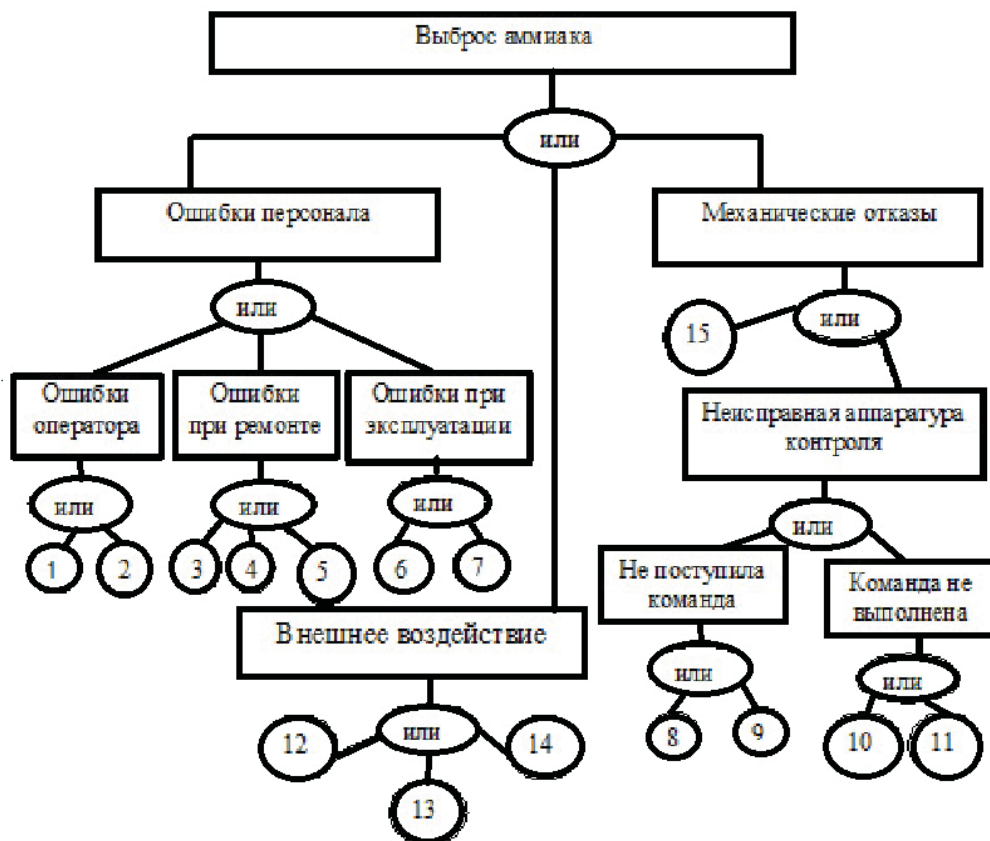 Выброс аммиака
или
Ошибки персонала
Механические отказы
или
15
или
Ошибки
оператора
Ошибки
при ремонте
Ошибки при
эксплуатации
Неисправная аппаратура
контроля
или
или
или
или
1
2
3
4
5
6
7
Не поступила
команда
Команда не
выполнена
Внешнее воздействие
или
или
8
9
10
11
12
или
14
13